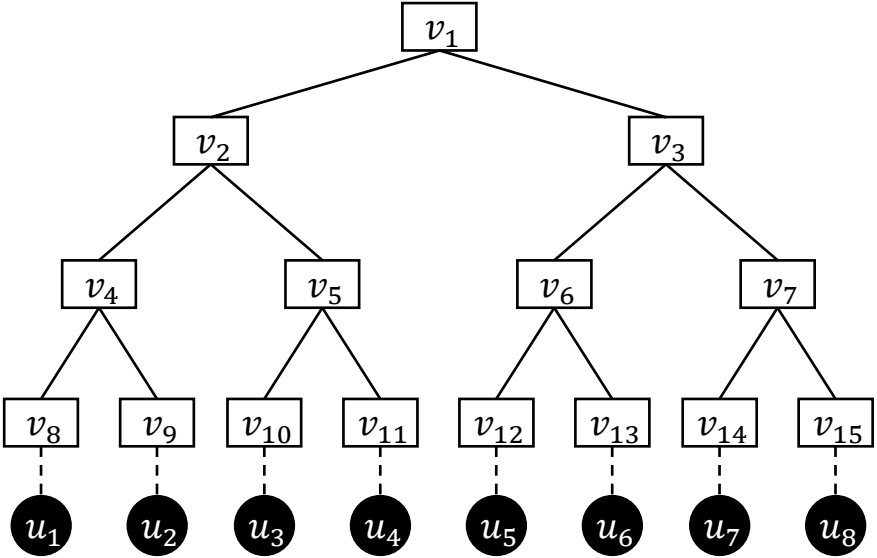 v₁
v₂ v₃
v₄ v₅ v₆ v₇
v₈ v₉ v₁₀ v₁₁ v₁₂ v₁₃ v₁₄ v₁₅
u₁ u₂ u₃ u₄ u₅ u₆ u₇ u₈